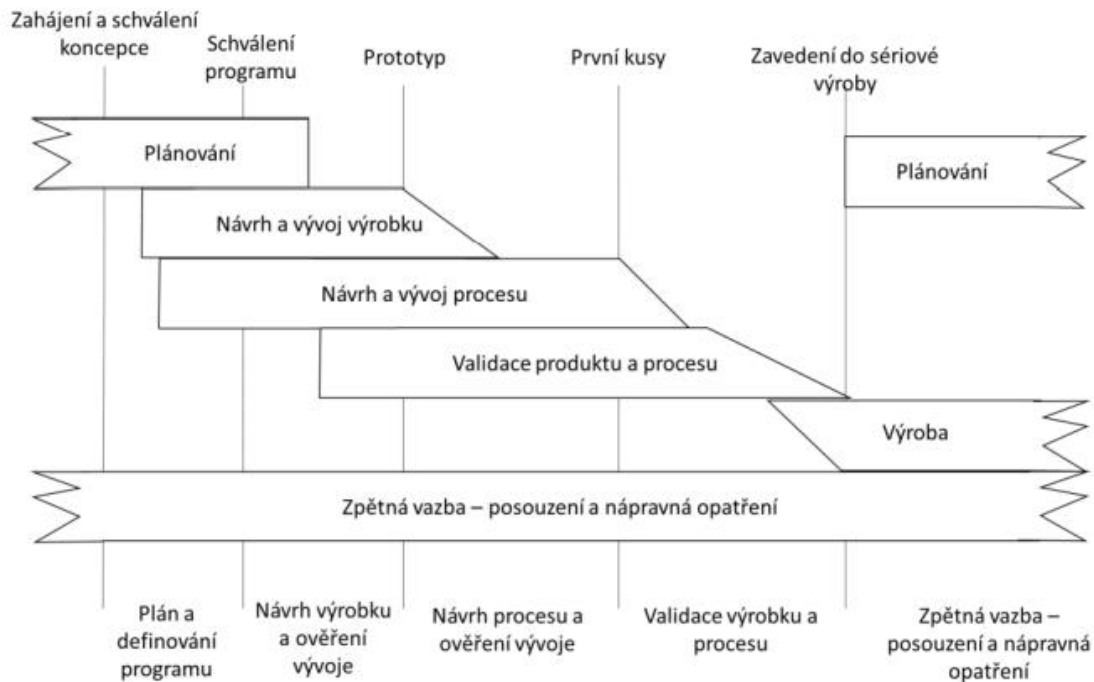 Zahájení a schválení
koncepce
Schválení
programu
Prototyp
První kusy
Zavedení do sériové
výroby
Plánování
Plánování
Návrh a vývoj výrobku
Návrh a vývoj procesu
Validace produktu a procesu
Výroba
Zpětná vazba – posouzení a nápravná opatření
Plán a
definování
programu
Návrh výrobku
a ověření
vývoje
Návrh procesu a
ověření vývoje
Validace výrobku a
procesu
Zpětná vazba –
posouzení a nápravná
opatření